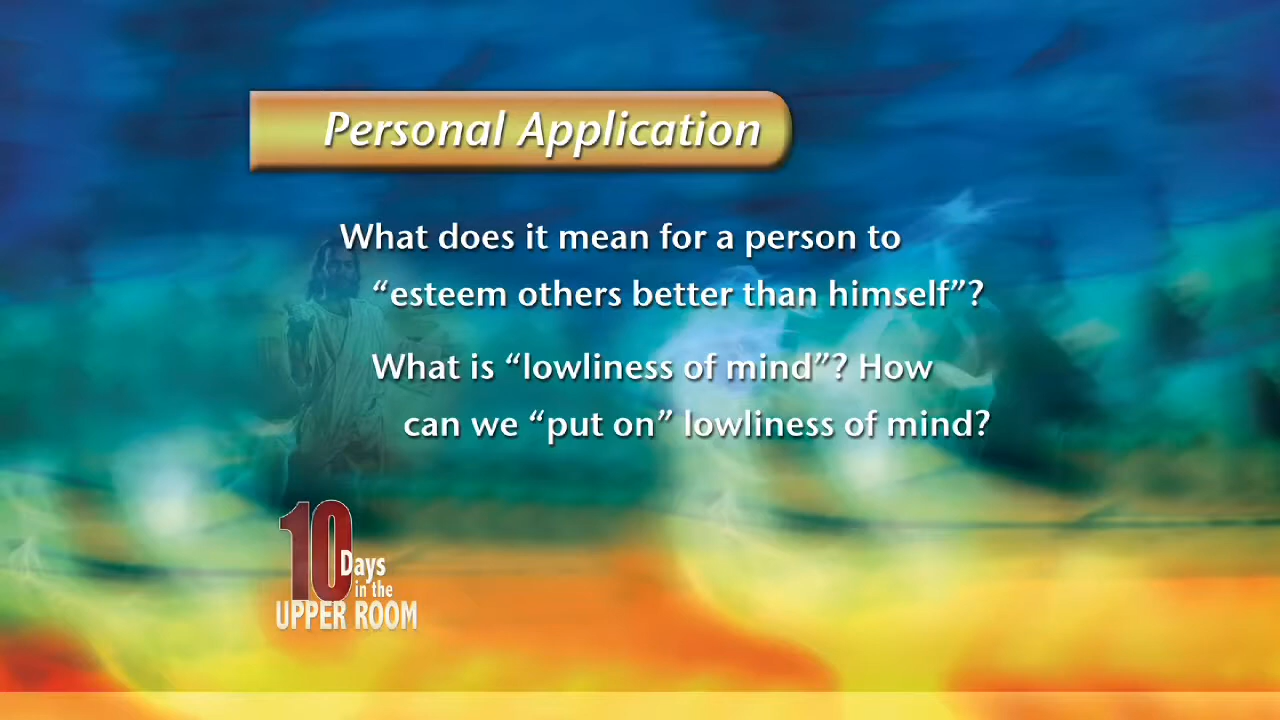 Personal Application
What does it mean for a person to
“esteem others better than himself”?
What is “lowliness of mind”? How
can we “put on” lowliness of mind?
10
Days
in the
UPPER ROOM